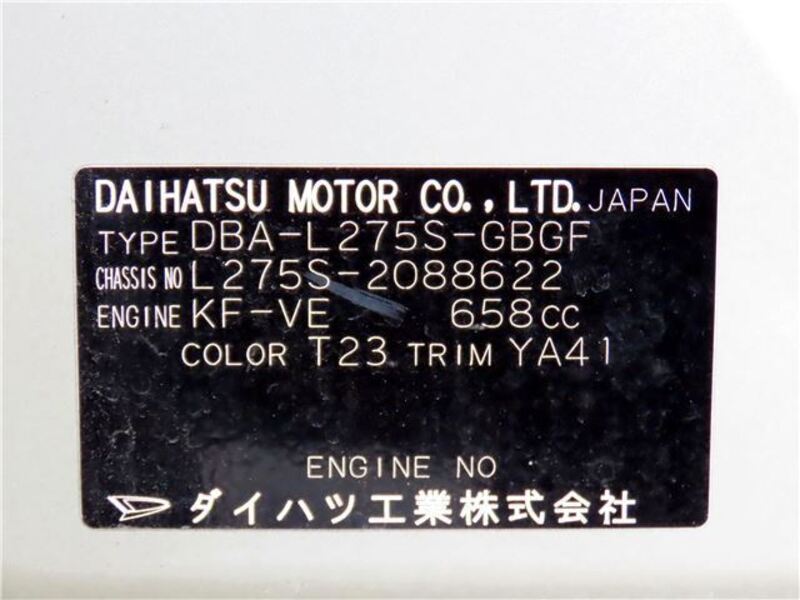 DAIHATSU MOTOR CO., LTD. JAPAN
TYPE DBA-L275S-GBGF
CHASSIS NO L275S-2088622
ENGINE KF-VE 658CC
COLOR T23 TRIM YA41
ENGINE NO
ダイハツ工業株式会社